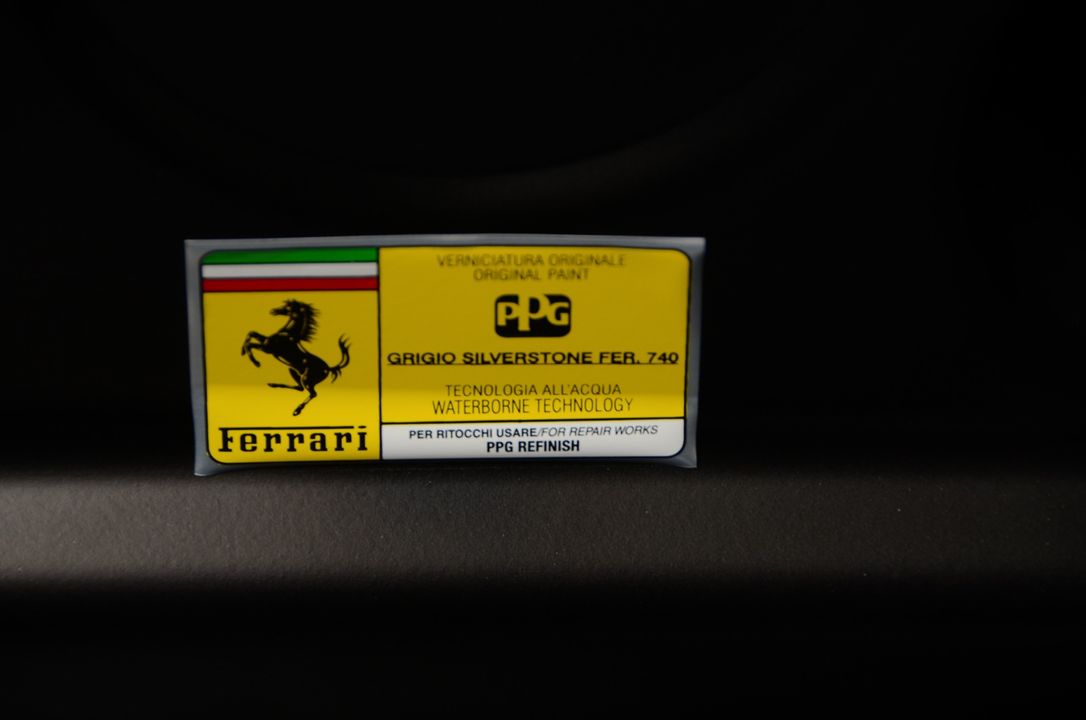 VERNICIATURA ORIGINALE
ORIGINAL PAINT
PPG
GRIGIO SILVERSTONE FER. 740
TECNOLOGIA ALL'ACQUA
WATERBORNE TECHNOLOGY
Ferrari
PER RITOCCHI USARE/FOR REPAIR WORKS
PPG REFINISH